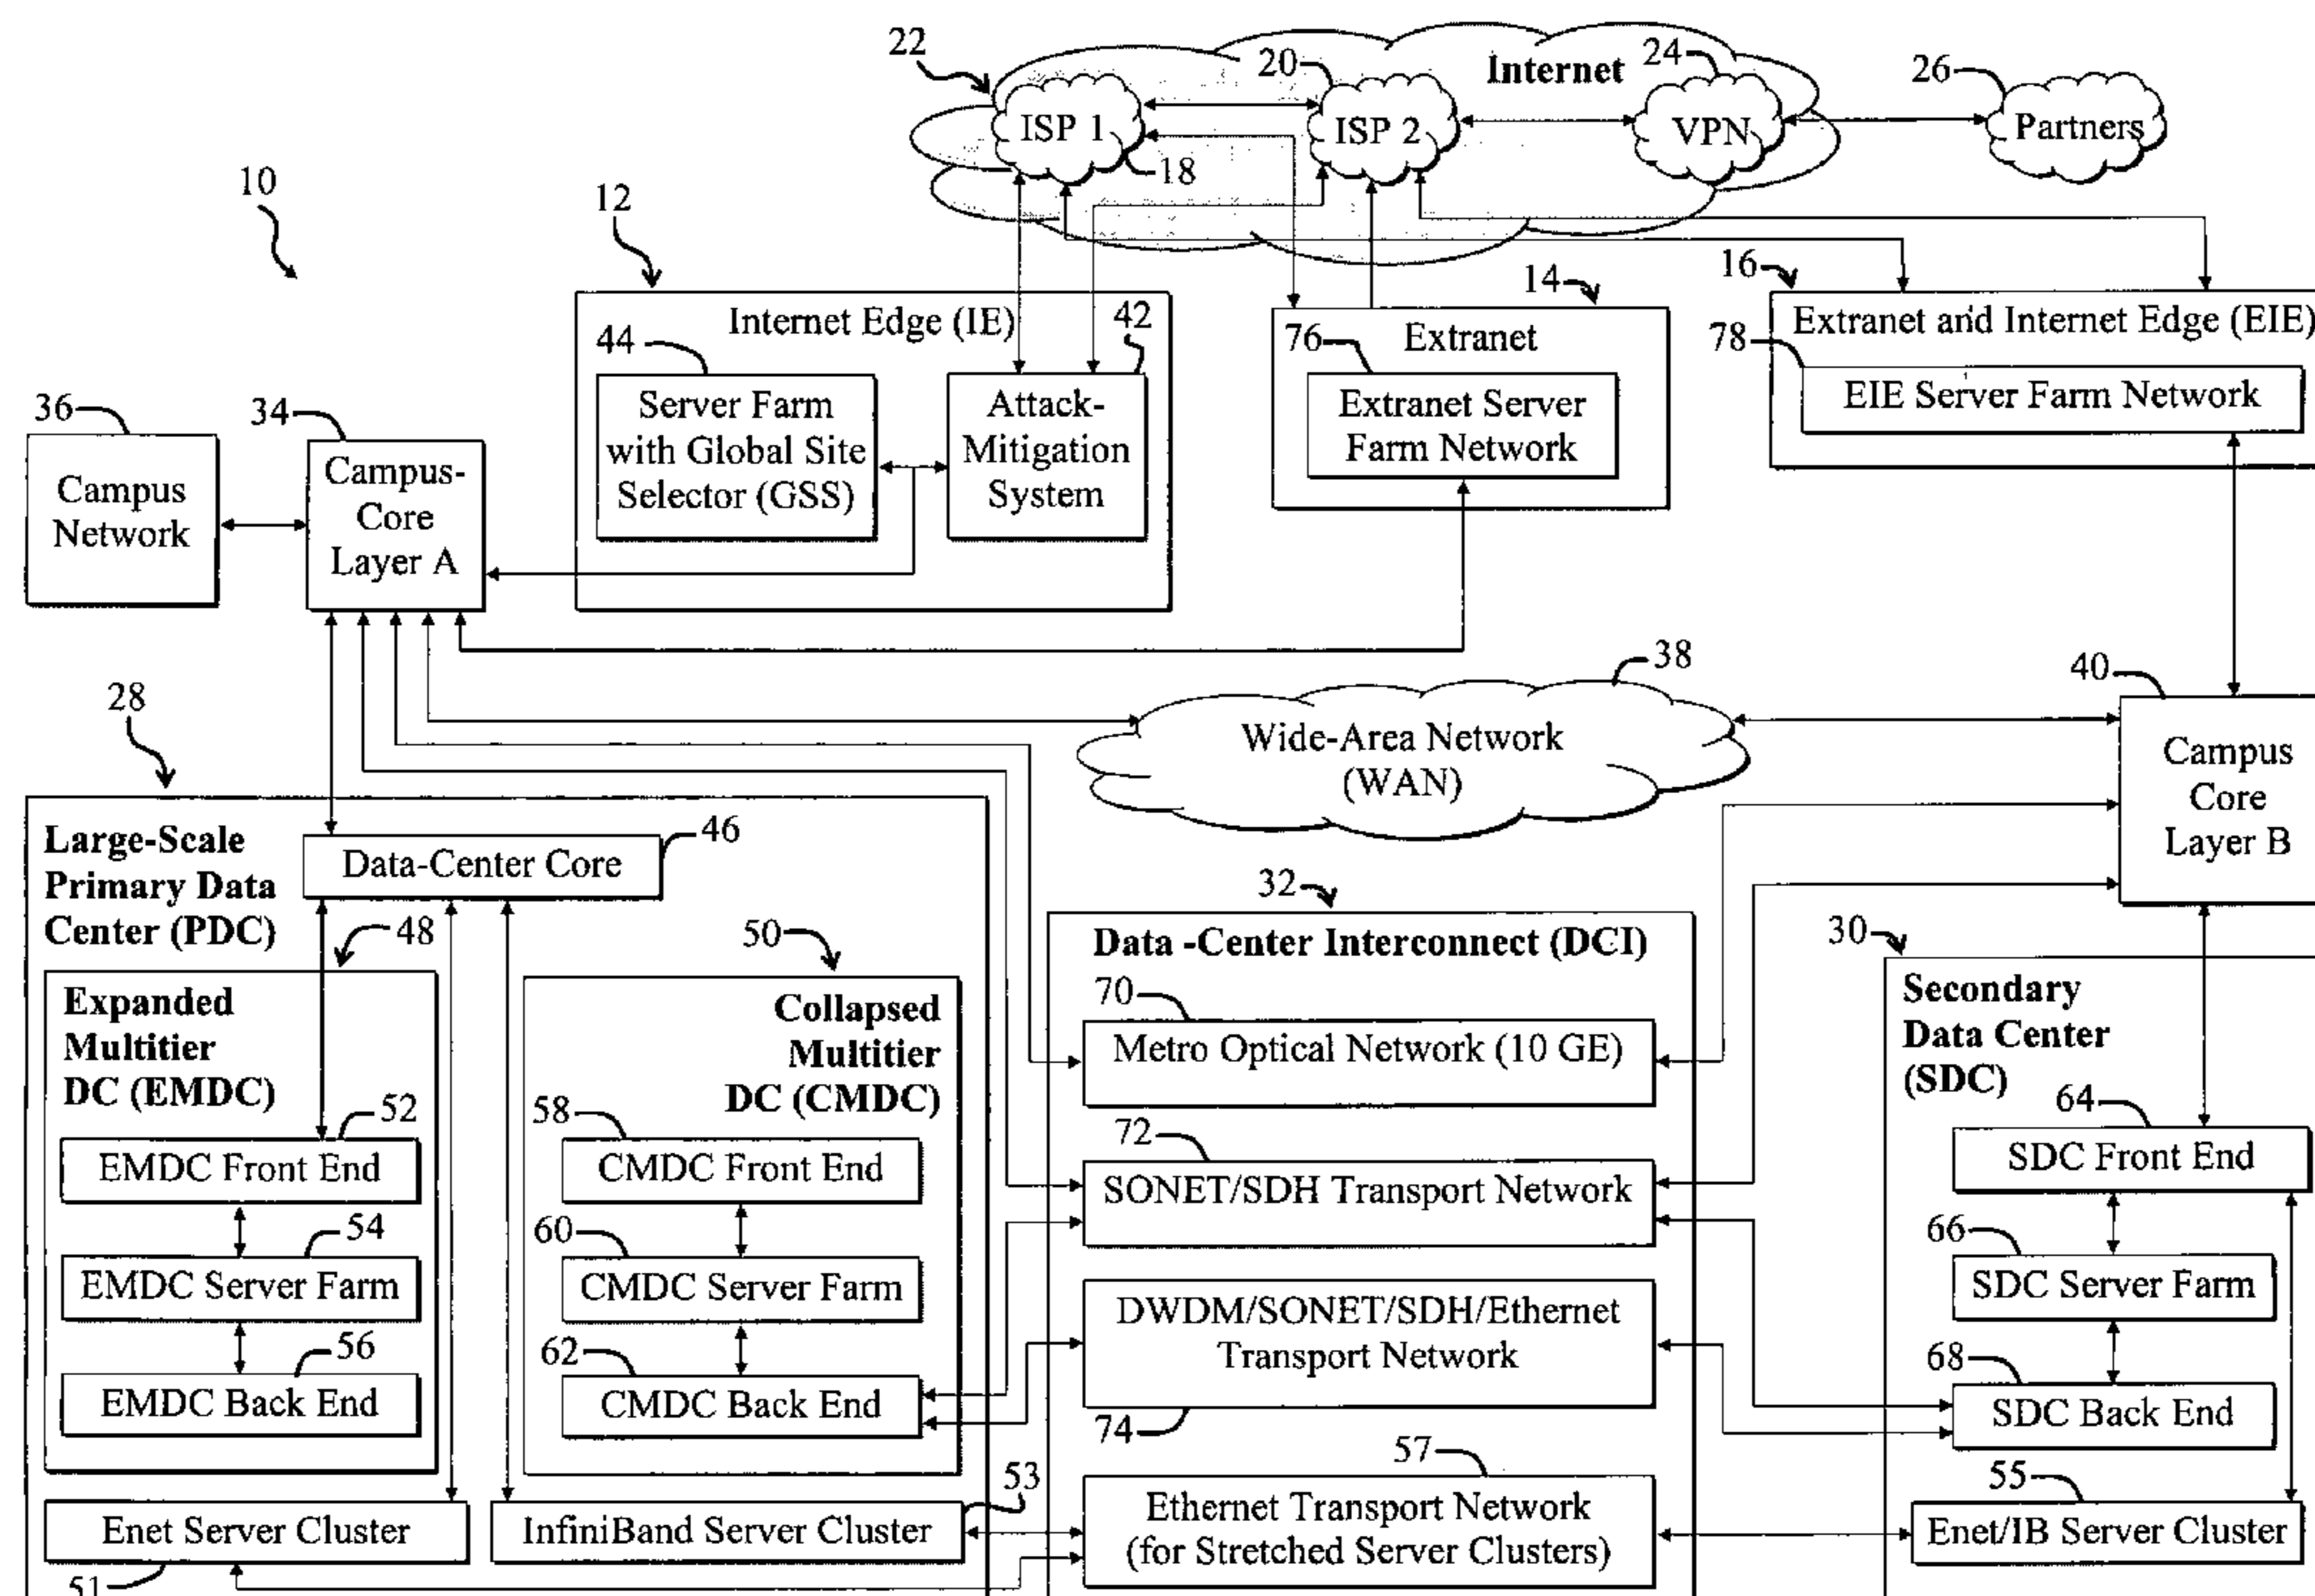 22
20
Internet
24
26
ISP 1
ISP 2
VPN
Partners
18
10
12
14
16
Internet Edge (IE)
44
42
Server Farm
with Global Site
Selector (GSS)
Attack-
Mitigation
System
Extranet
76
Extranet Server
Farm Network
Extranet and Internet Edge (EIE)
78
EIE Server Farm Network
36
Campus
Network
34
Campus-
Core
Layer A
38
Wide-Area Network
(WAN)
40
Campus
Core
Layer B
28
Large-Scale
Primary Data
Center (PDC)
46
Data-Center Core
48
Expanded
Multitier
DC (EMDC)
52
EMDC Front End
54
EMDC Server Farm
56
EMDC Back End
50
Collapsed
Multitier
DC (CMDC)
58
CMDC Front End
60
CMDC Server Farm
62
CMDC Back End
Enet Server Cluster
51
53
InfiniBand Server Cluster
32
Data -Center Interconnect (DCI)
70
Metro Optical Network (10 GE)
72
SONET/SDH Transport Network
DWDM/SONET/SDH/Ethernet
Transport Network
74
57
Ethernet Transport Network
(for Stretched Server Clusters)
30
Secondary
Data Center
(SDC)
64
SDC Front End
66
SDC Server Farm
68
SDC Back End
55
Enet/IB Server Cluster